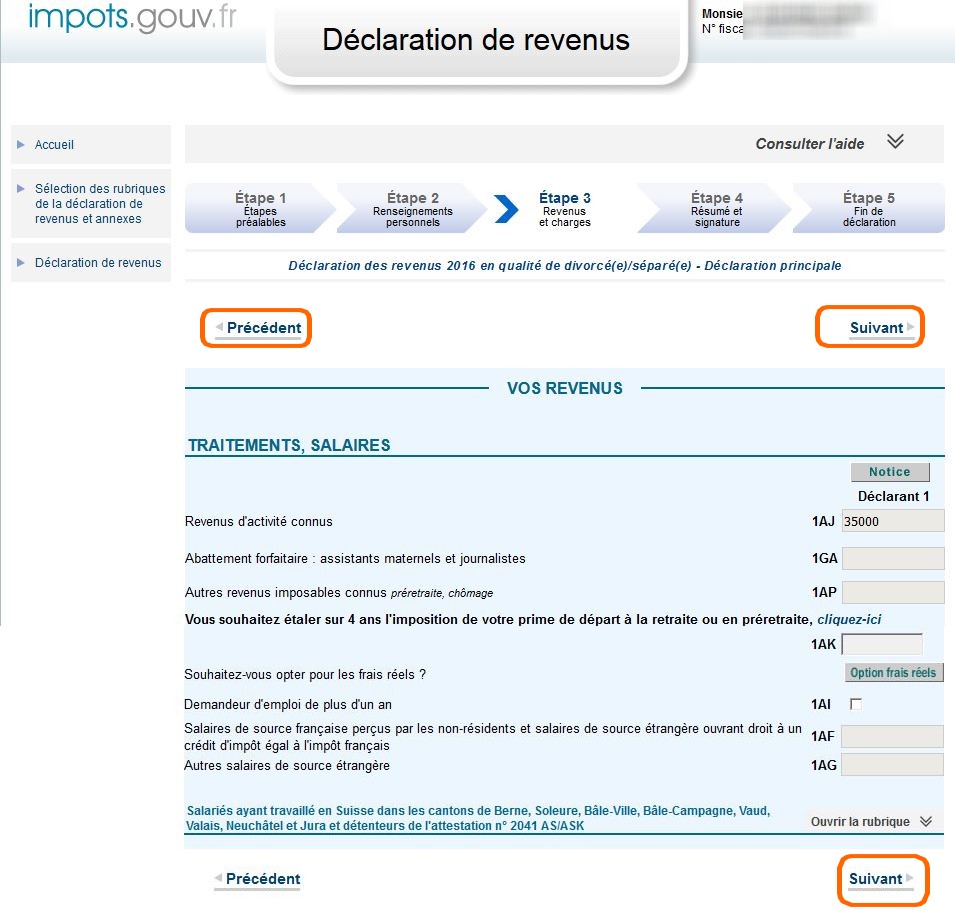 impots.gouv.fr
Déclaration de revenus
Monsie
N° fisca
Accueil
Sélection des rubriques
de la déclaration de
revenus et annexes
Déclaration de revenus
Consulter l'aide
Étape 1
Étapes
préalables
Étape 2
Renseignements
personnels
Étape 3
Revenus
et charges
Étape 4
Résumé et
signature
Étape 5
Fin de
déclaration
Déclaration des revenus 2016 en qualité de divorcé(e)/séparé(e) - Déclaration principale
Précédent
Suivant
VOS REVENUS
TRAITEMENTS, SALAIRES
Notice
Déclarant 1
Revenus d'activité connus 1AJ 35000
Abattement forfaitaire : assistants maternels et journalistes 1GA
Autres revenus imposables connus préretraite, chômage 1AP
Vous souhaitez étaler sur 4 ans l'imposition de votre prime de départ à la retraite ou en préretraite, cliquez-ici
1AK
Souhaitez-vous opter pour les frais réels ? Option frais réels
Demandeur d'emploi de plus d'un an 1AI
Salaires de source française perçus par les non-résidents et salaires de source étrangère ouvrant droit à un
crédit d'impôt égal à l'impôt français 1AF
Autres salaires de source étrangère 1AG
Salariés ayant travaillé en Suisse dans les cantons de Berne, Soleure, Bâle-Ville, Bâle-Campagne, Vaud,
Valais, Neuchâtel et Jura et détenteurs de l'attestation n° 2041 AS/ASK
Ouvrir la rubrique
Précédent
Suivant